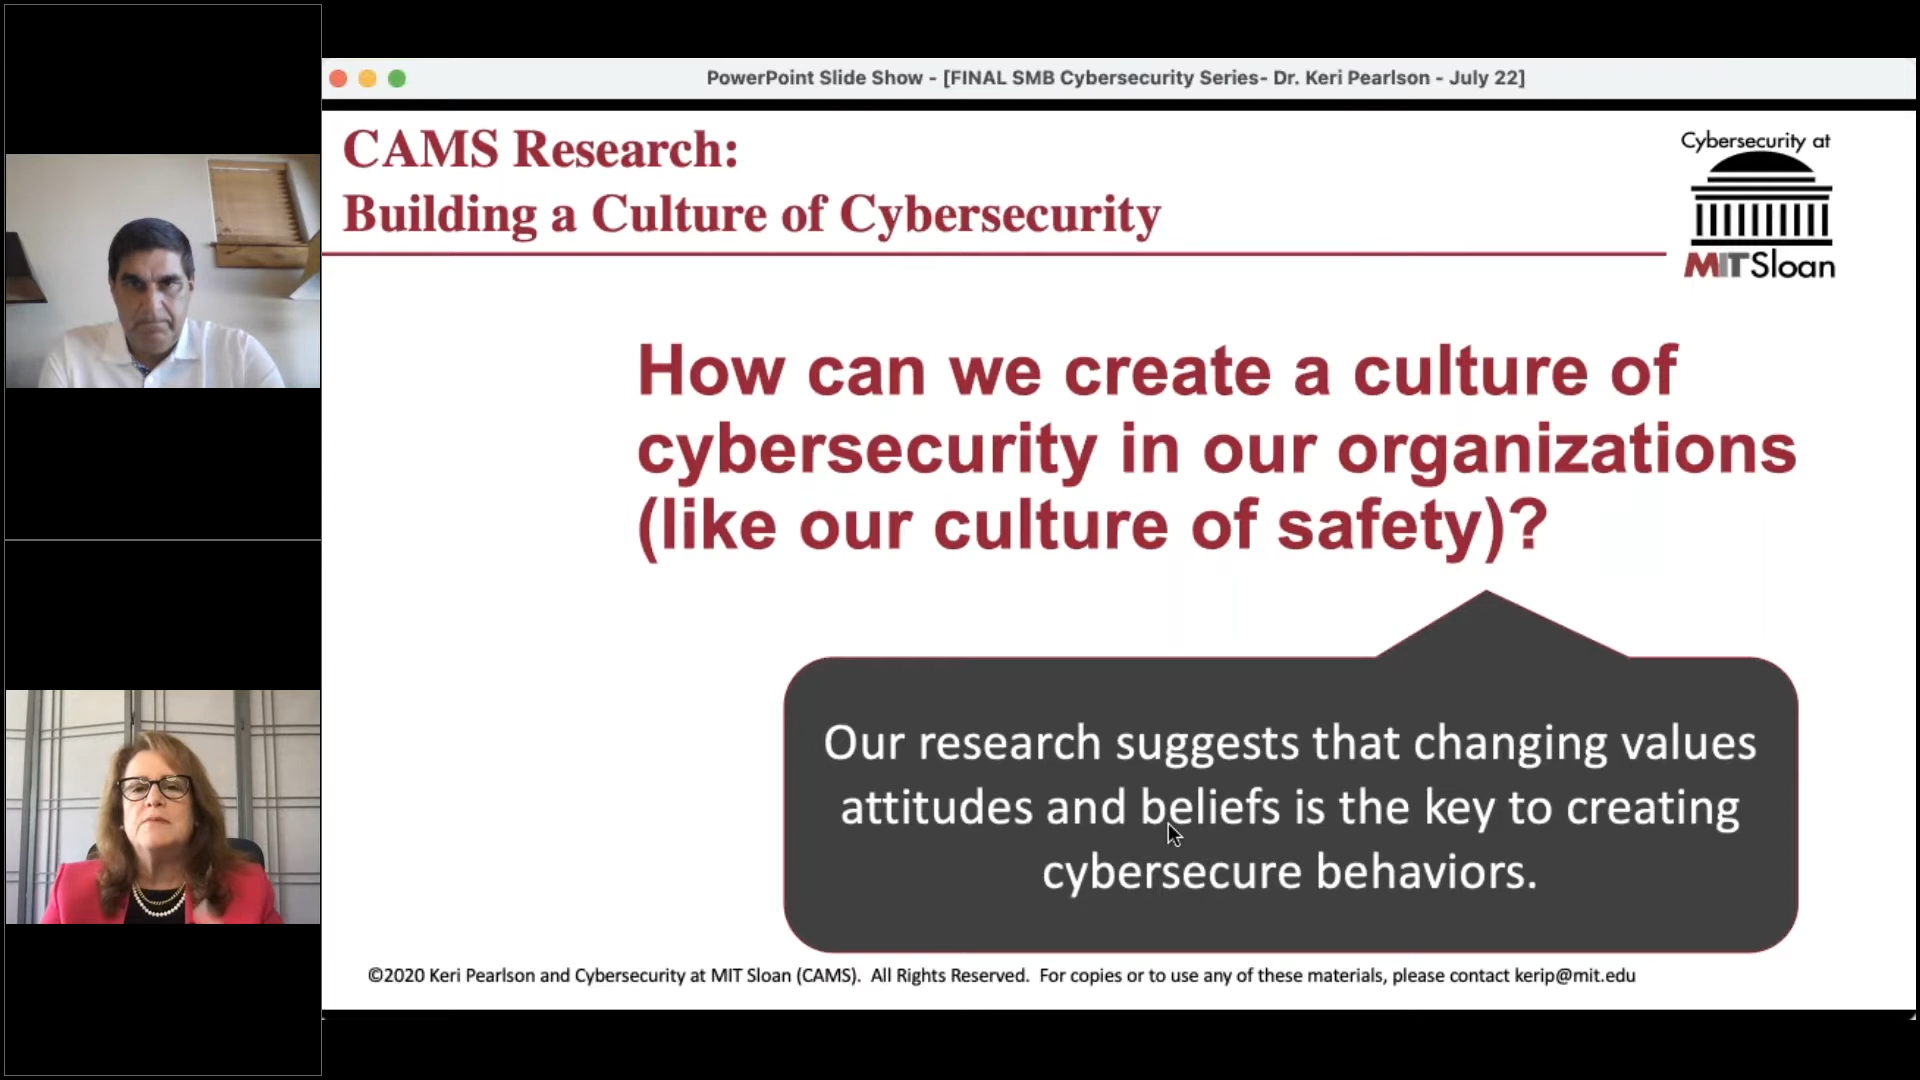 PowerPoint Slide Show - [FINAL SMB Cybersecurity Series- Dr. Keri Pearlson - July 22]
CAMS Research:
Building a Culture of Cybersecurity
Cybersecurity at
MIT Sloan
How can we create a culture of
cybersecurity in our organizations
(like our culture of safety)?
Our research suggests that changing values
attitudes and beliefs is the key to creating
cybersecure behaviors.
©2020 Keri Pearlson and Cybersecurity at MIT Sloan (CAMS).  All Rights Reserved.  For copies or to use any of these materials, please contact kerip@mit.edu